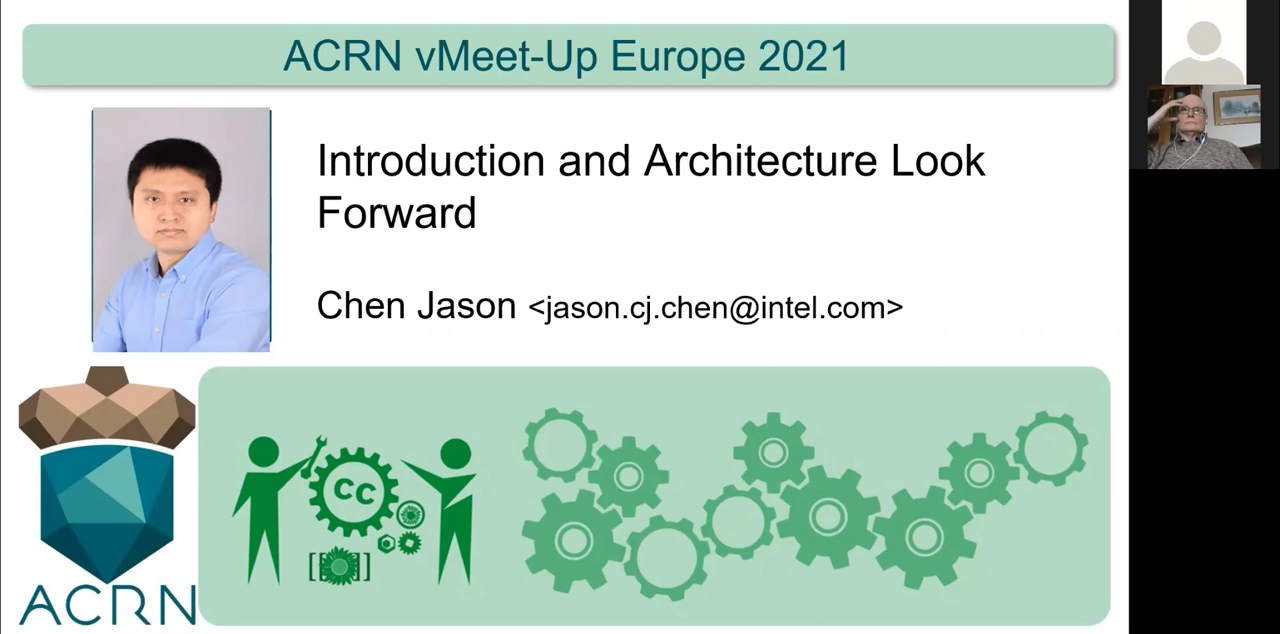 ACRN vMeet-Up Europe 2021
Introduction and Architecture Look
Forward
Chen Jason <jason.cj.chen@intel.com>
CC
ACRN